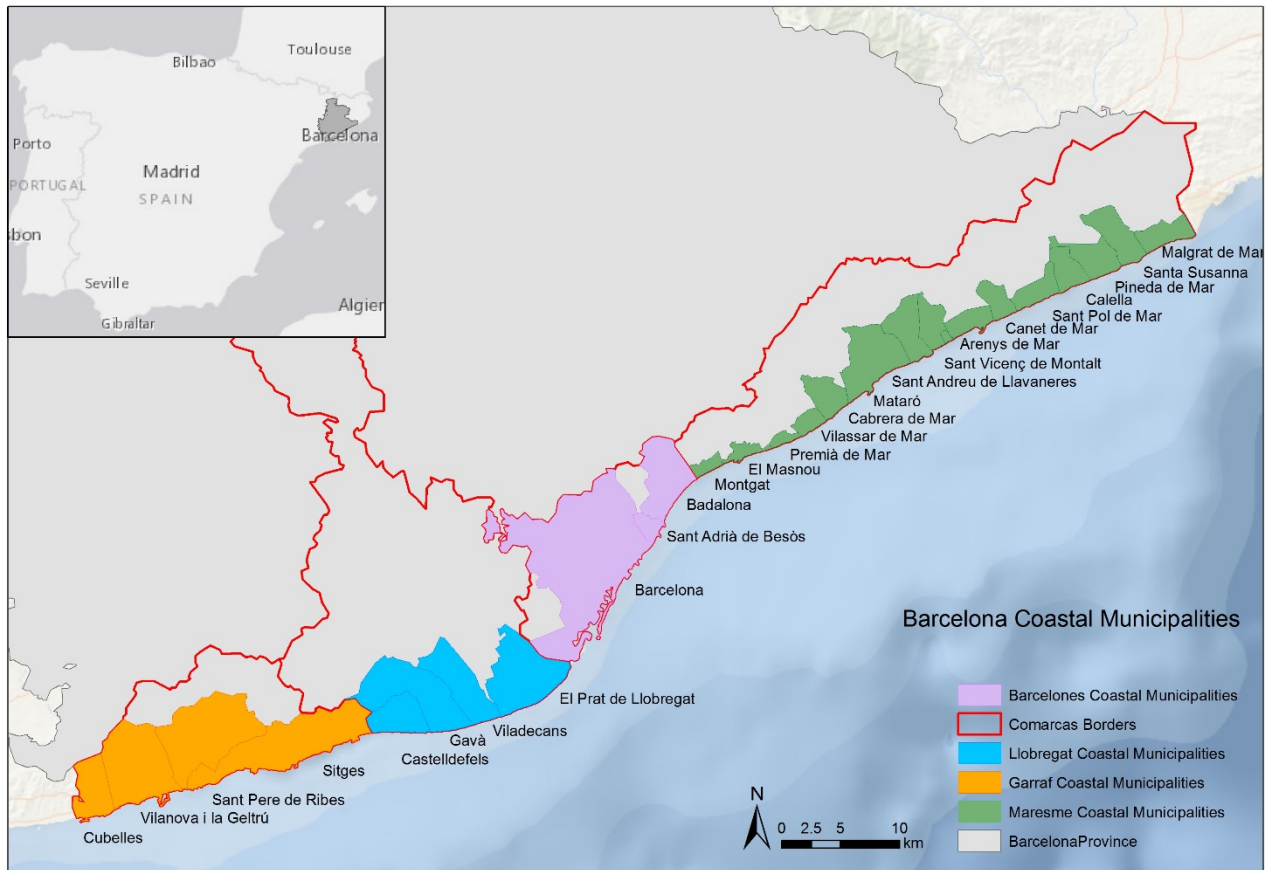 Toulouse
Bilbao
Barcelona
Porto
Madrid
PORTUGAL
SPAIN
sbon
Seville
Algier
Gibraltar
Malgrat de Mar
Santa Susanna
Pineda de Mar
Calella
Sant Pol de Mar
Canet de Mar
Arenys de Mar
Sant Vicenç de Montalt
Sant Andreu de Llavaneres
Mataró
Cabrera de Mar
Vilassar de Mar
Premià de Mar
El Masnou
Montgat
Badalona
Sant Adrià de Besòs
Barcelona
El Prat de Llobregat
Viladecans
Gavà
Castelldefels
Sitges
Sant Pere de Ribes
Vilanova i la Geltrú
Cubelles
Barcelona Coastal Municipalities
Barcelones Coastal Municipalities
Comarcas Borders
Llobregat Coastal Municipalities
Garraf Coastal Municipalities
Maresme Coastal Municipalities
BarcelonaProvince
N
0 2.5 5 10
km